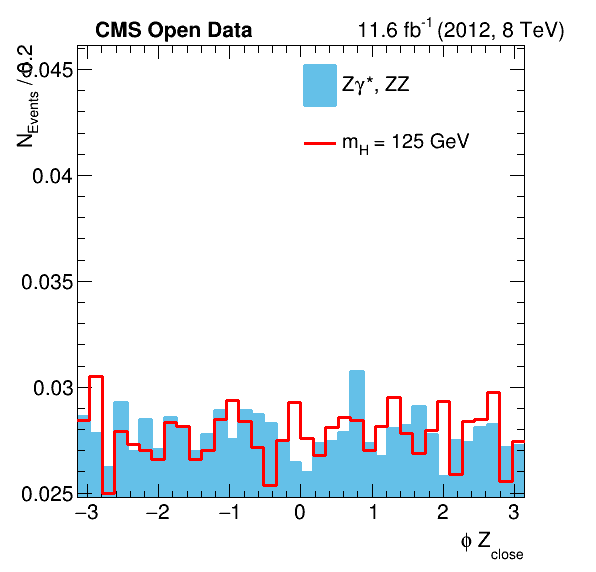 CMS Open Data
11.6 fb-1 (2012, 8 TeV)
NEvents / 0.2
Zγ*, ZZ
mH = 125 GeV
0.045
0.04
0.035
0.03
0.025
−3
−2
−1
0
1
2
3
ϕ Zclose